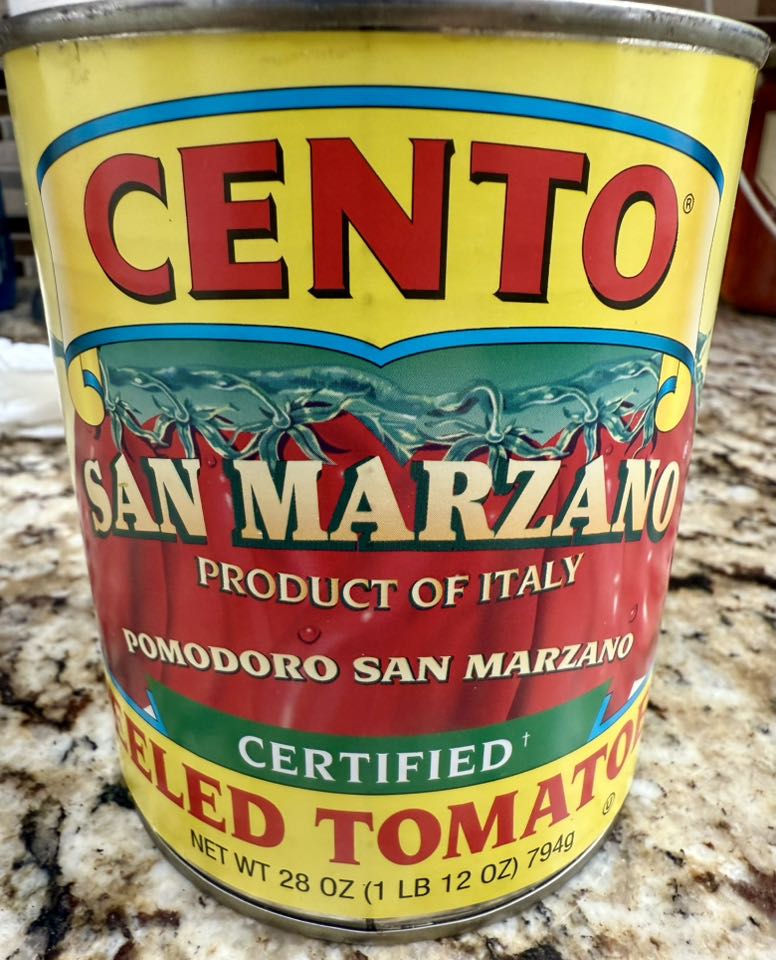 CENTO®
SAN MARZANO
PRODUCT OF ITALY
POMODORO SAN MARZANO
CERTIFIED†
EELED TOMATO
NET WT 28 OZ (1 LB 12 OZ) 794g